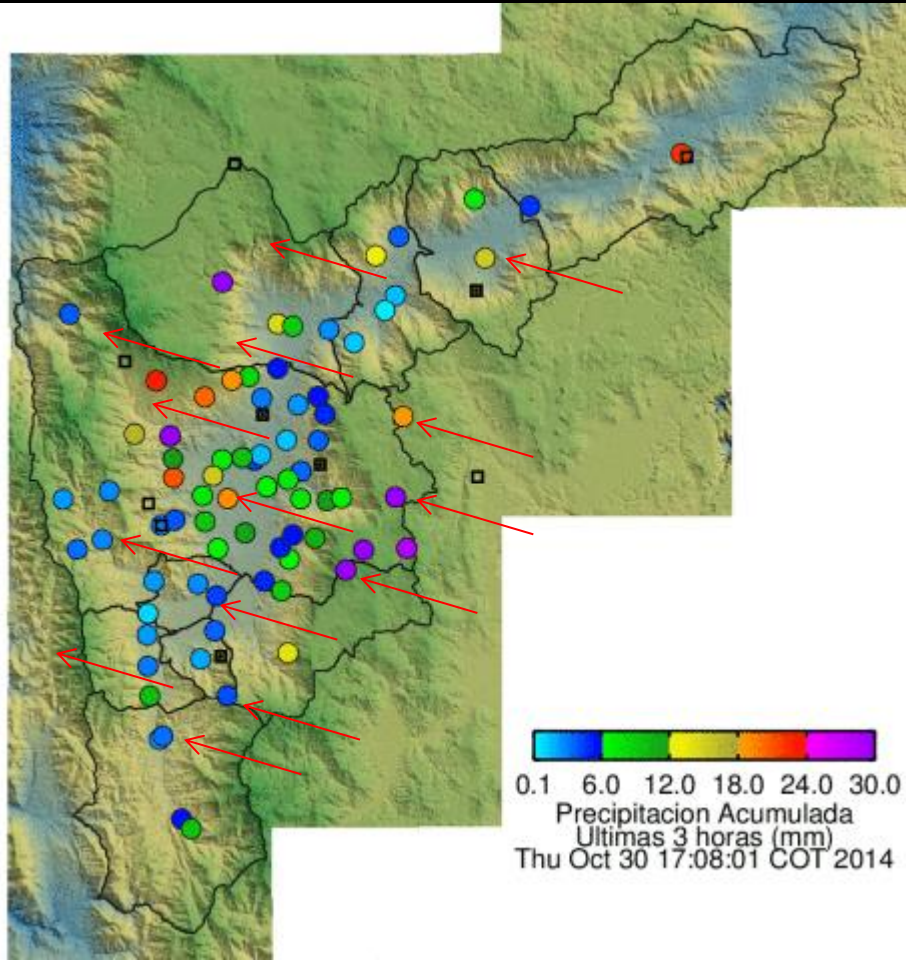 0.1 6.0 12.0 18.0 24.0 30.0
Precipitacion Acumulada
Ultimas 3 horas (mm)
Thu Oct 30 17:08:01 COT 2014